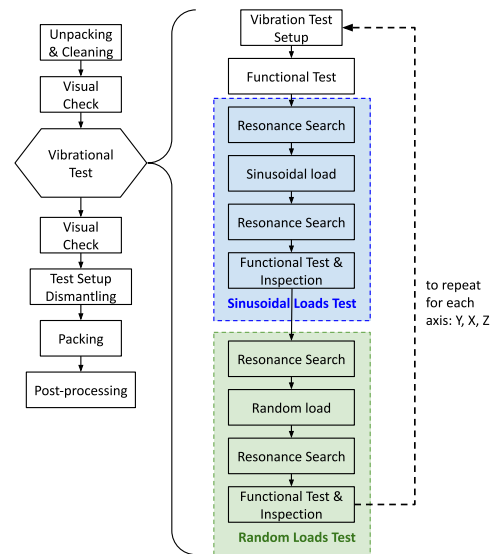 Unpacking
& Cleaning
Visual
Check
Vibrational
Test
Visual
Check
Test Setup
Dismantling
Packing
Post-processing
Vibration Test
Setup
Functional Test
Resonance Search
Sinusoidal load
Resonance Search
Functional Test &
Inspection
Sinusoidal Loads Test
Resonance Search
Random load
Resonance Search
Functional Test &
Inspection
Random Loads Test
to repeat
for each
axis: Y, X, Z